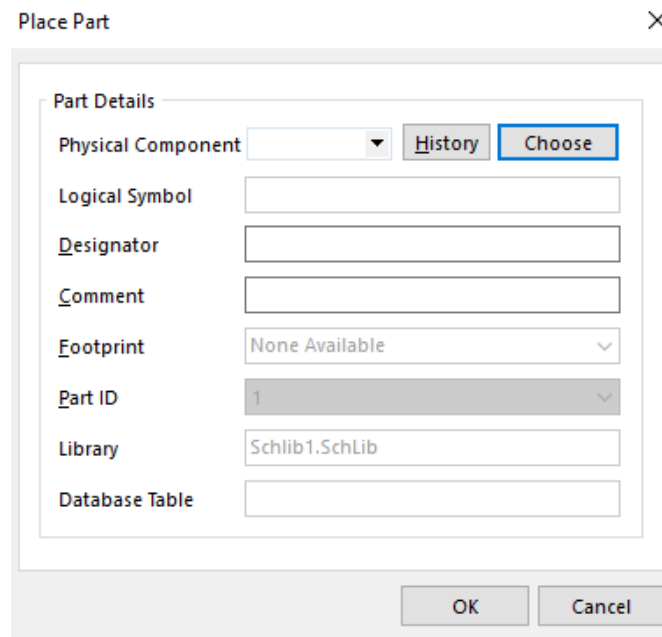 Place Part
Part Details
Physical Component History Choose
Logical Symbol
Designator
Comment
Footprint None Available
Part ID 1
Library Schlib1.SchLib
Database Table
OK Cancel